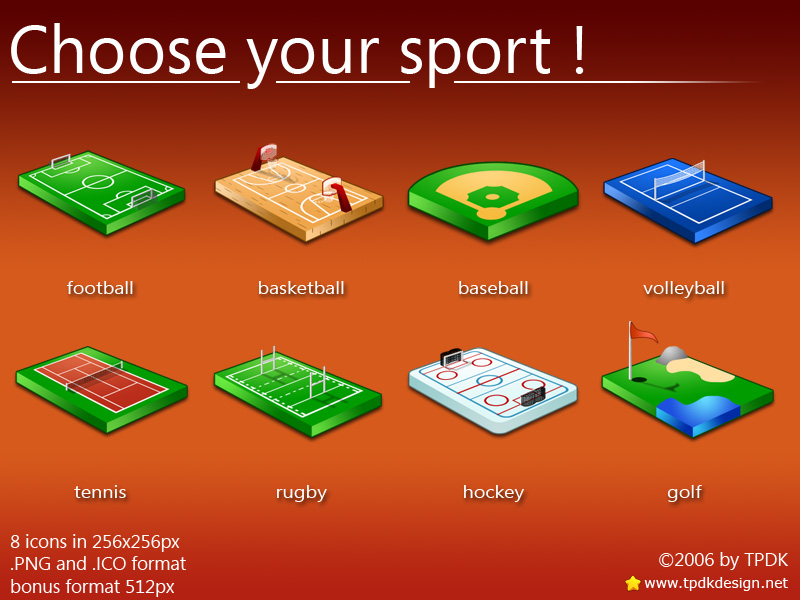 Choose your sport !
football basketball baseball volleyball
tennis rugby hockey golf
8 icons in 256x256px
.PNG and .ICO format
bonus format 512px
©2006 by TPDK
www.tpdkdesign.net